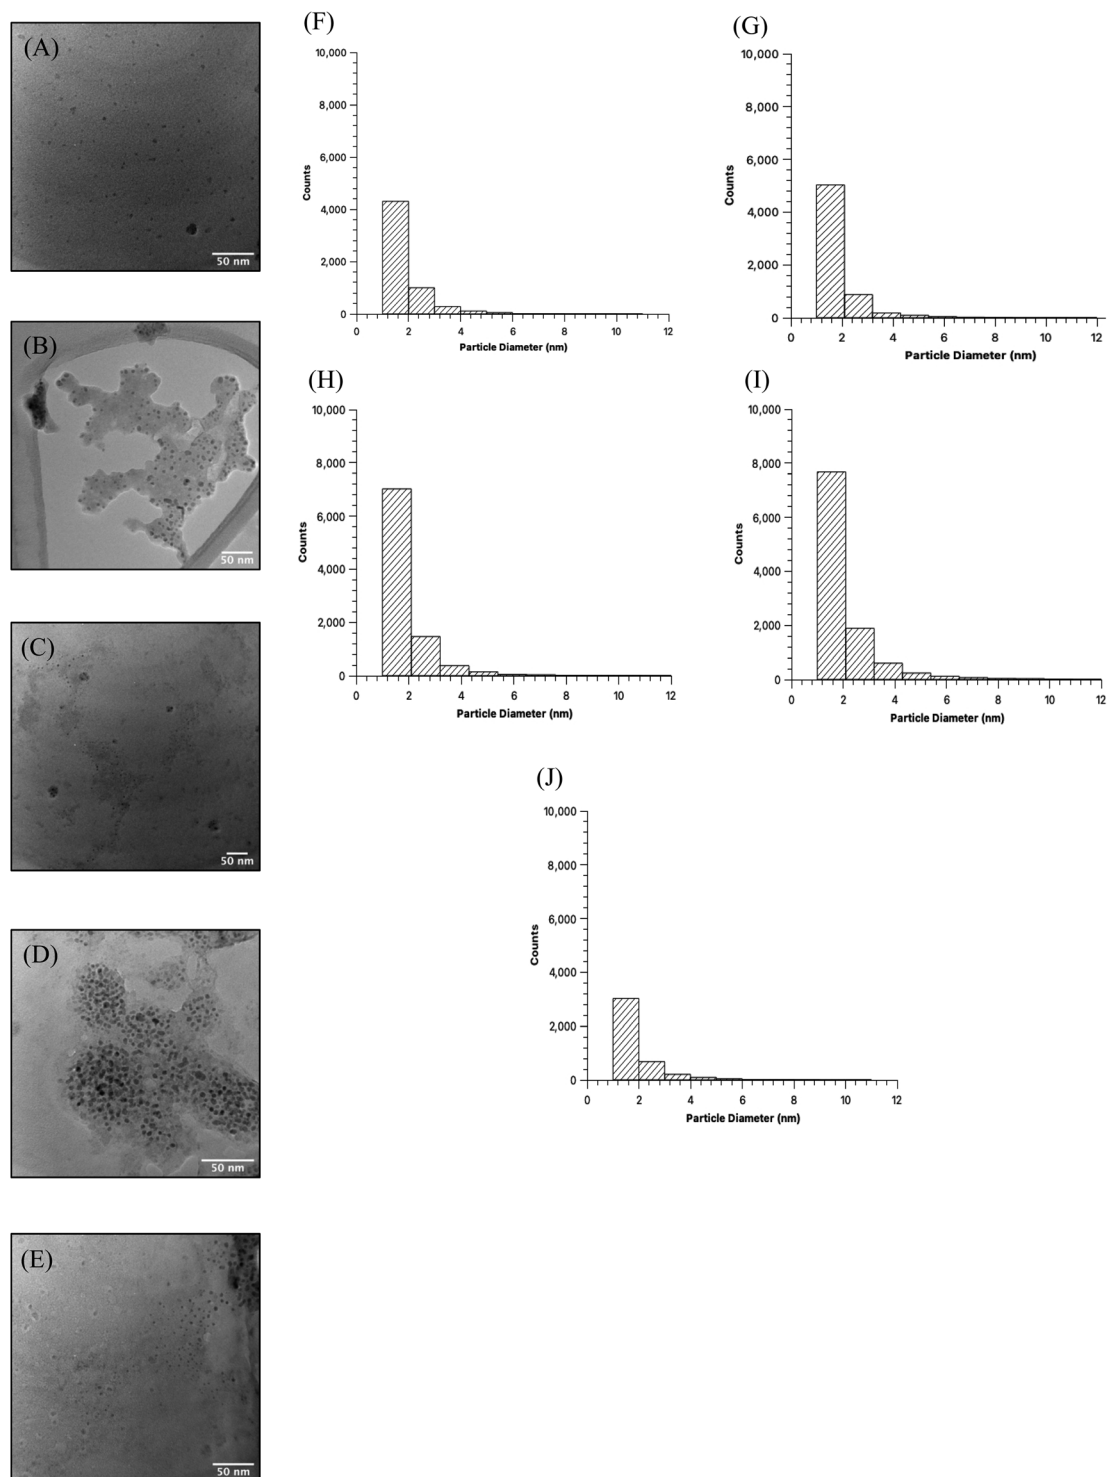 (A)
50 nm
(B)
50 nm
(C)
50 nm
(D)
50 nm
(E)
50 nm
(F)
10,000
8,000
6,000
4,000
2,000
0
Counts
0 2 4 6 8 10 12
Particle Diameter (nm)
(G)
10,000
8,000
6,000
4,000
2,000
0
Counts
0 2 4 6 8 10 12
Particle Diameter (nm)
(H)
10,000
8,000
6,000
4,000
2,000
0
Counts
0 2 4 6 8 10 12
Particle Diameter (nm)
(I)
10,000
8,000
6,000
4,000
2,000
0
Counts
0 2 4 6 8 10 12
Particle Diameter (nm)
(J)
10,000
8,000
6,000
4,000
2,000
0
Counts
0 2 4 6 8 10 12
Particle Diameter (nm)